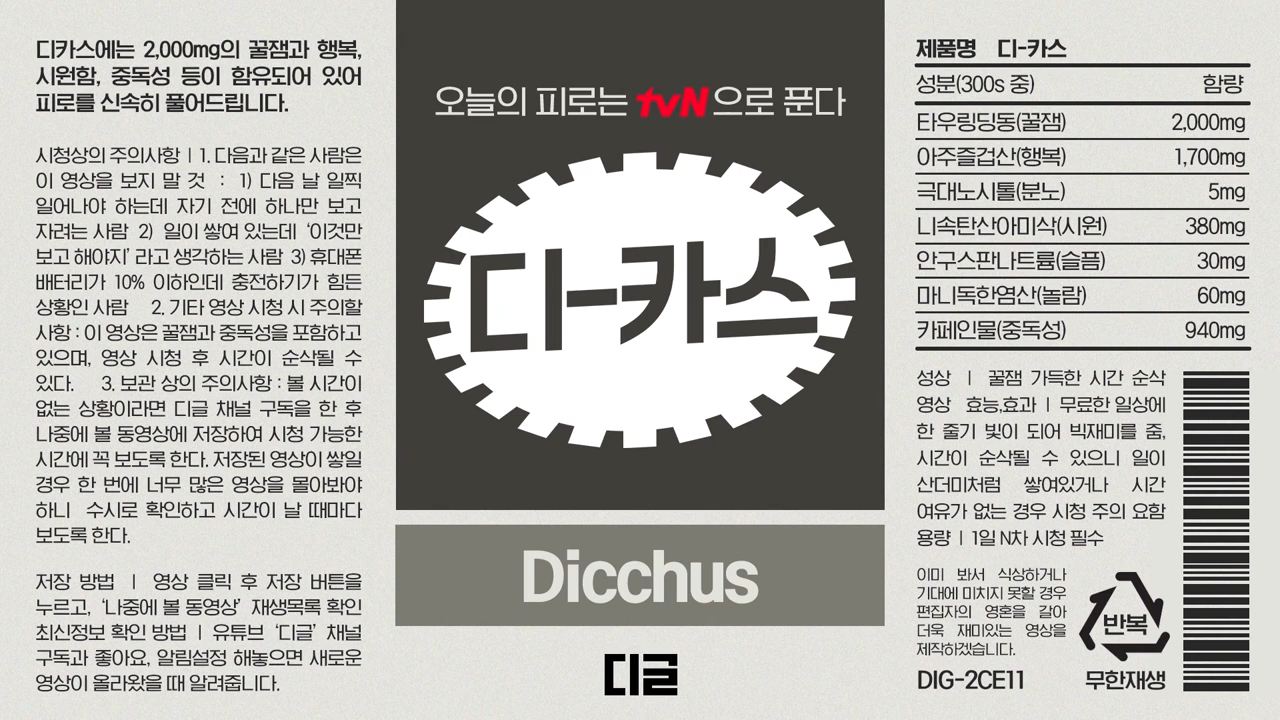 디카스에는 2,000mg의 꿀잼과 행복,
시원함, 중독성 등이 함유되어 있어
피로를 신속히 풀어드립니다.
시청상의 주의사항 | 1. 다음과 같은 사람은
이 영상을 보지 말 것 : 1) 다음 날 일찍
일어나야 하는데 자기 전에 하나만 보고
자려는 사람 2) 일이 쌓여 있는데 '이것만
보고 해야지' 라고 생각하는 사람 3) 휴대폰
배터리가 10% 이하인데 충전하기가 힘든
상황인 사람 2. 기타 영상 시청 시 주의할
사항 : 이 영상은 꿀잼과 중독성을 포함하고
있으며, 영상 시청 후 시간이 순삭될 수
있다. 3. 보관 상의 주의사항 : 볼 시간이
없는 상황이라면 디글 채널 구독을 한 후
나중에 볼 동영상에 저장하여 시청 가능한
시간에 꼭 보도록 한다. 저장된 영상이 쌓일
경우 한 번에 너무 많은 영상을 몰아봐야
하니 수시로 확인하고 시간이 날 때마다
보도록 한다.
저장 방법 | 영상 클릭 후 저장 버튼을
누르고, '나중에 볼 동영상' 재생목록 확인
최신정보 확인 방법 | 유튜브 '디글' 채널
구독과 좋아요, 알림설정 해놓으면 새로운
영상이 올라왔을 때 알려줍니다.
오늘의 피로는 tvN으로 푼다
디-카스
Dicchus
디글
제품명 디-카스
성분(300s 중) 함량
타우링딩동(꿀잼) 2,000mg
아주즐겁산(행복) 1,700mg
극대노시톨(분노) 5mg
니속탄산아미삭(시원) 380mg
안구스판나트륨(슬픔) 30mg
마니독한염산(놀람) 60mg
카페인물(중독성) 940mg
성상 | 꿀잼 가득한 시간 순삭
영상 효능,효과 | 무료한 일상에
한 줄기 빛이 되어 빅재미를 줌,
시간이 순삭될 수 있으니 일이
산더미처럼 쌓여있거나 시간
여유가 없는 경우 시청 주의 요함
용량 | 1일 N차 시청 필수
이미 봐서 식상하거나
기대에 미치지 못할 경우
편집자의 영혼을 갈아
더욱 재미있는 영상을
제작하겠습니다.
반복
DIG-2CE11 무한재생